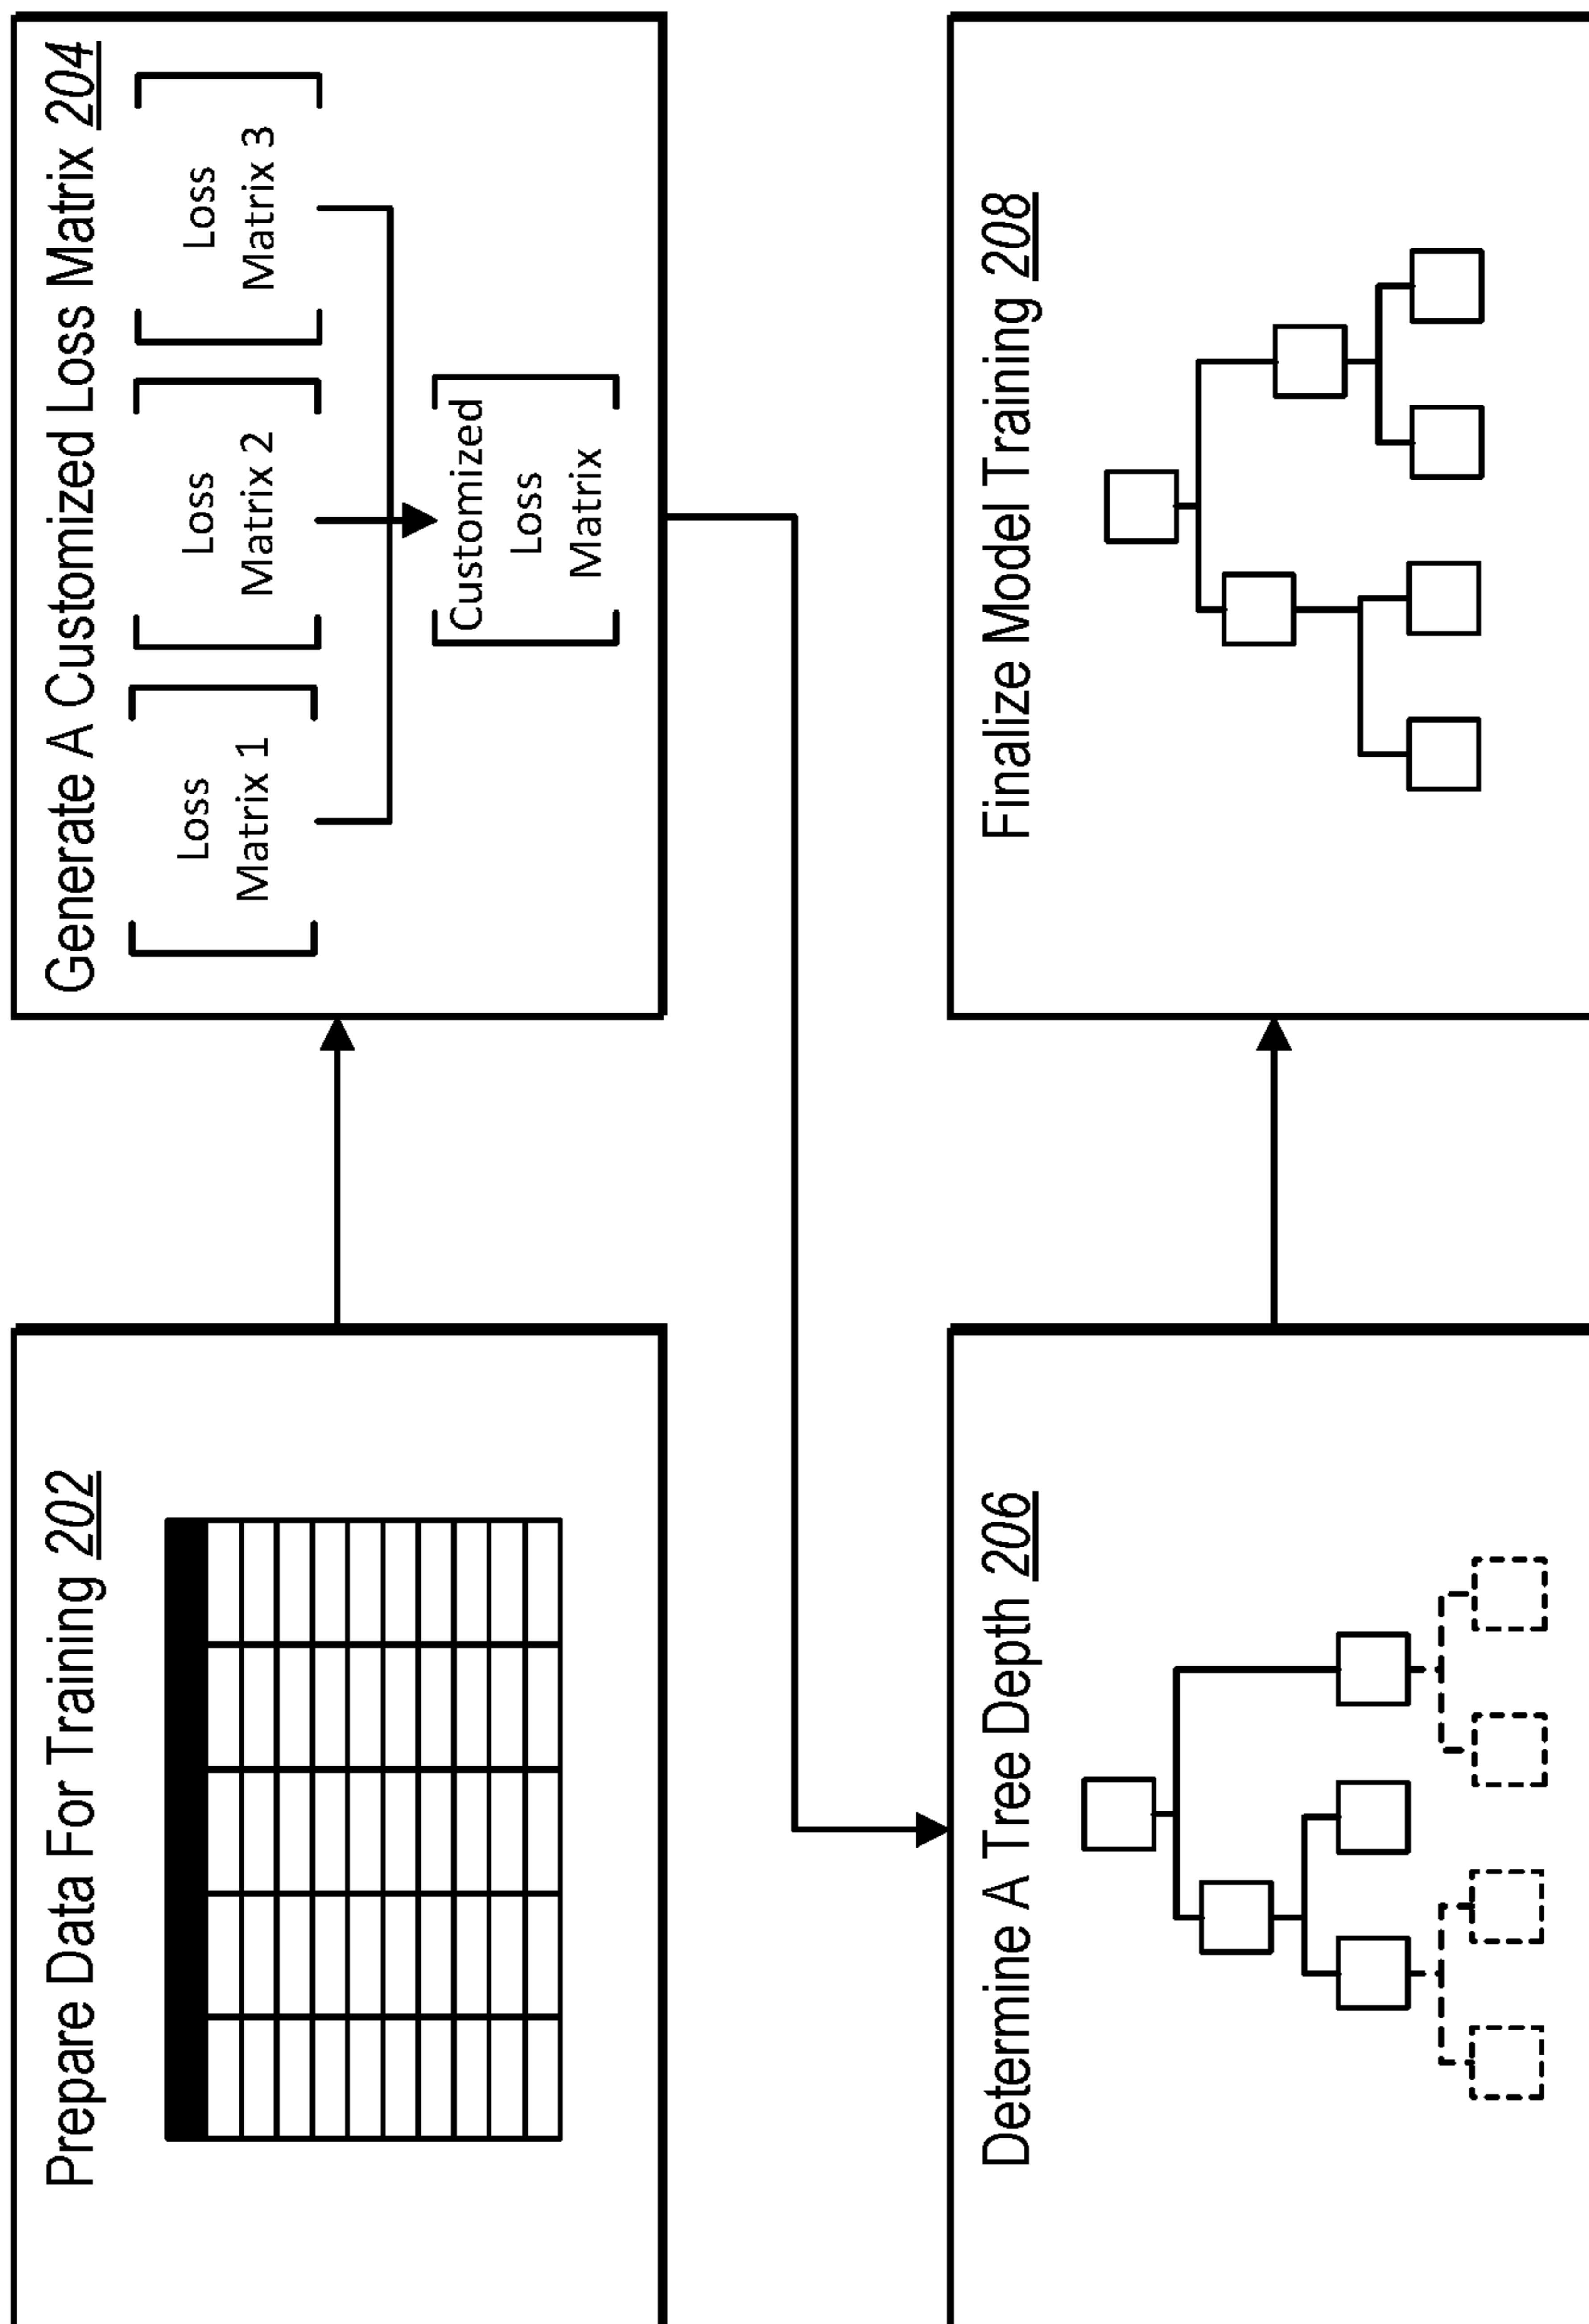 Prepare Data For Training 202
Generate A Customized Loss Matrix 204
Loss
Matrix 1
Loss
Matrix 2
Loss
Matrix 3
Customized
Loss
Matrix
Determine A Tree Depth 206
Finalize Model Training 208